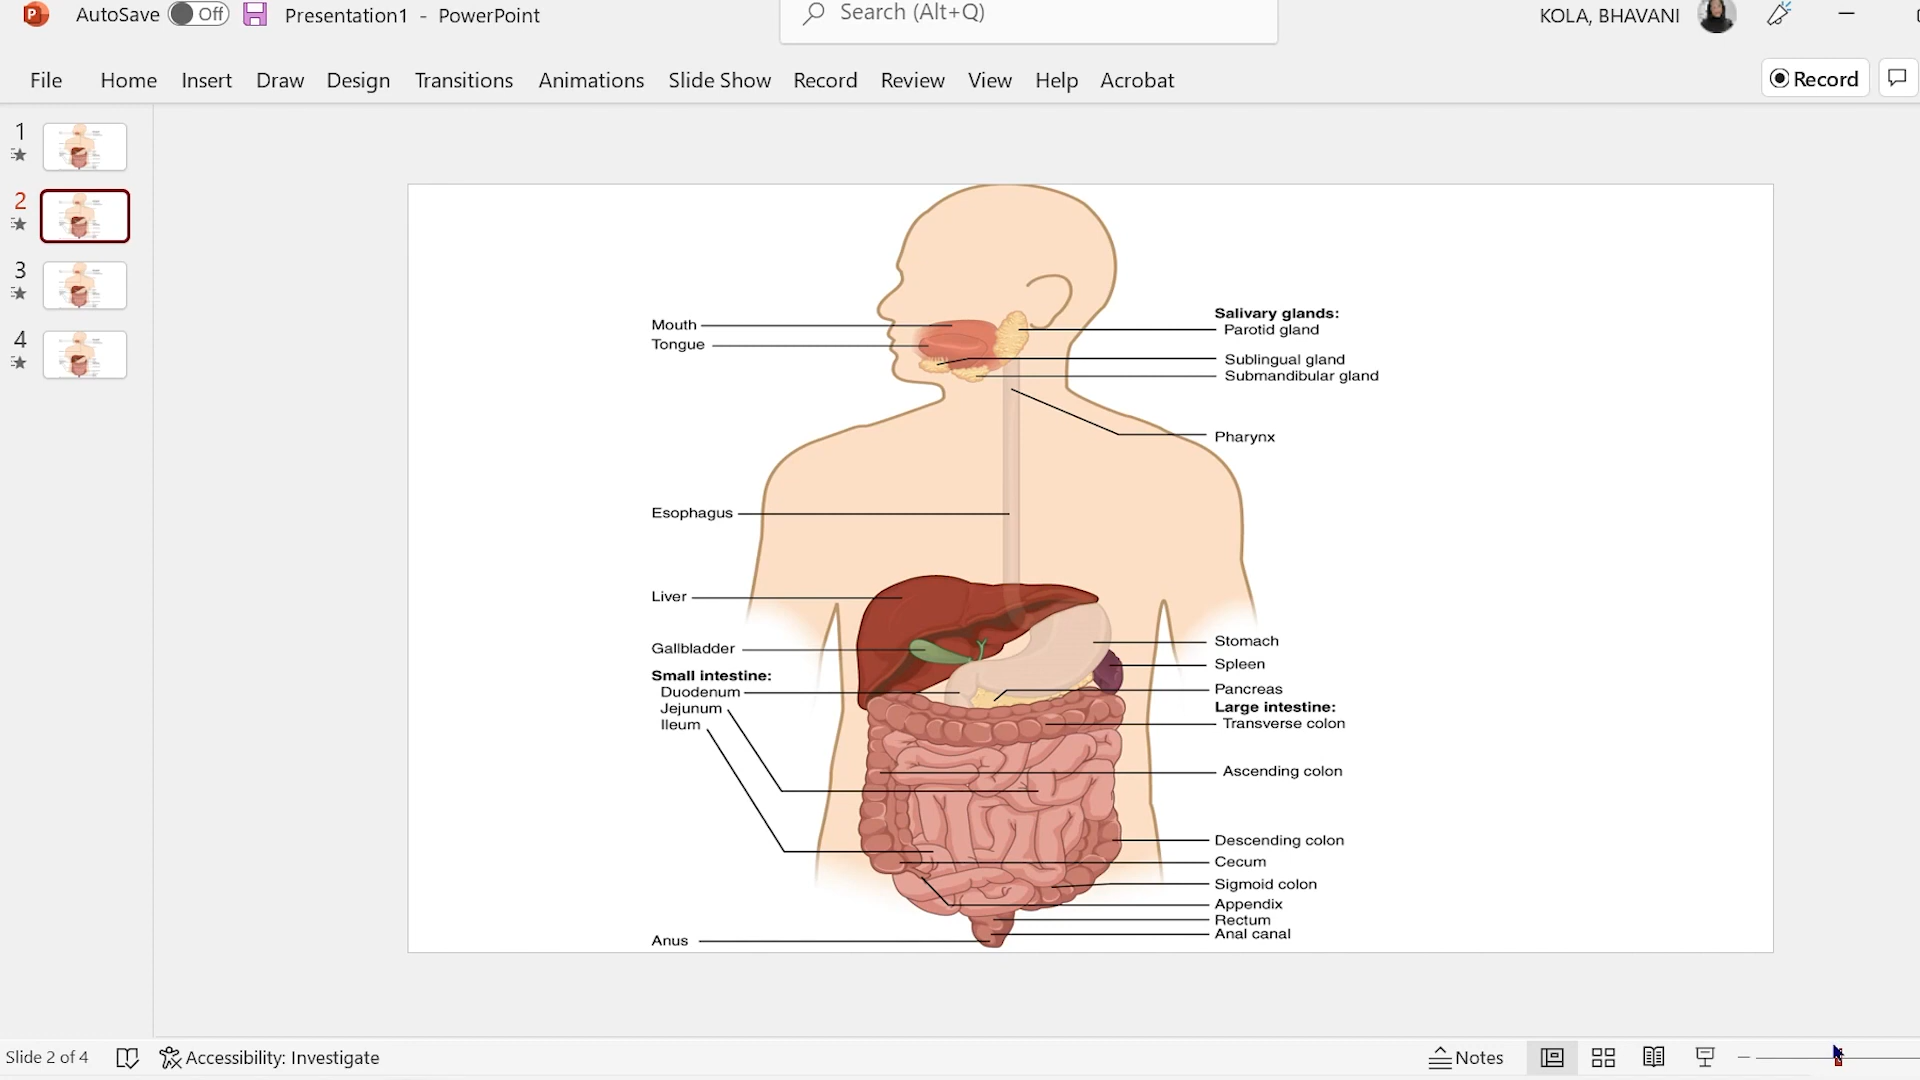 AutoSave Off Presentation1 - PowerPoint Search (Alt+Q) KOLA, BHAVANI
File Home Insert Draw Design Transitions Animations Slide Show Record Review View Help Acrobat Record
1
2
3
4
Mouth
Tongue
Esophagus
Liver
Gallbladder
Small intestine:
Duodenum
Jejunum
Ileum
Anus
Salivary glands:
Parotid gland
Sublingual gland
Submandibular gland
Pharynx
Stomach
Spleen
Pancreas
Large intestine:
Transverse colon
Ascending colon
Descending colon
Cecum
Sigmoid colon
Appendix
Rectum
Anal canal
Slide 2 of 4 Accessibility: Investigate Notes